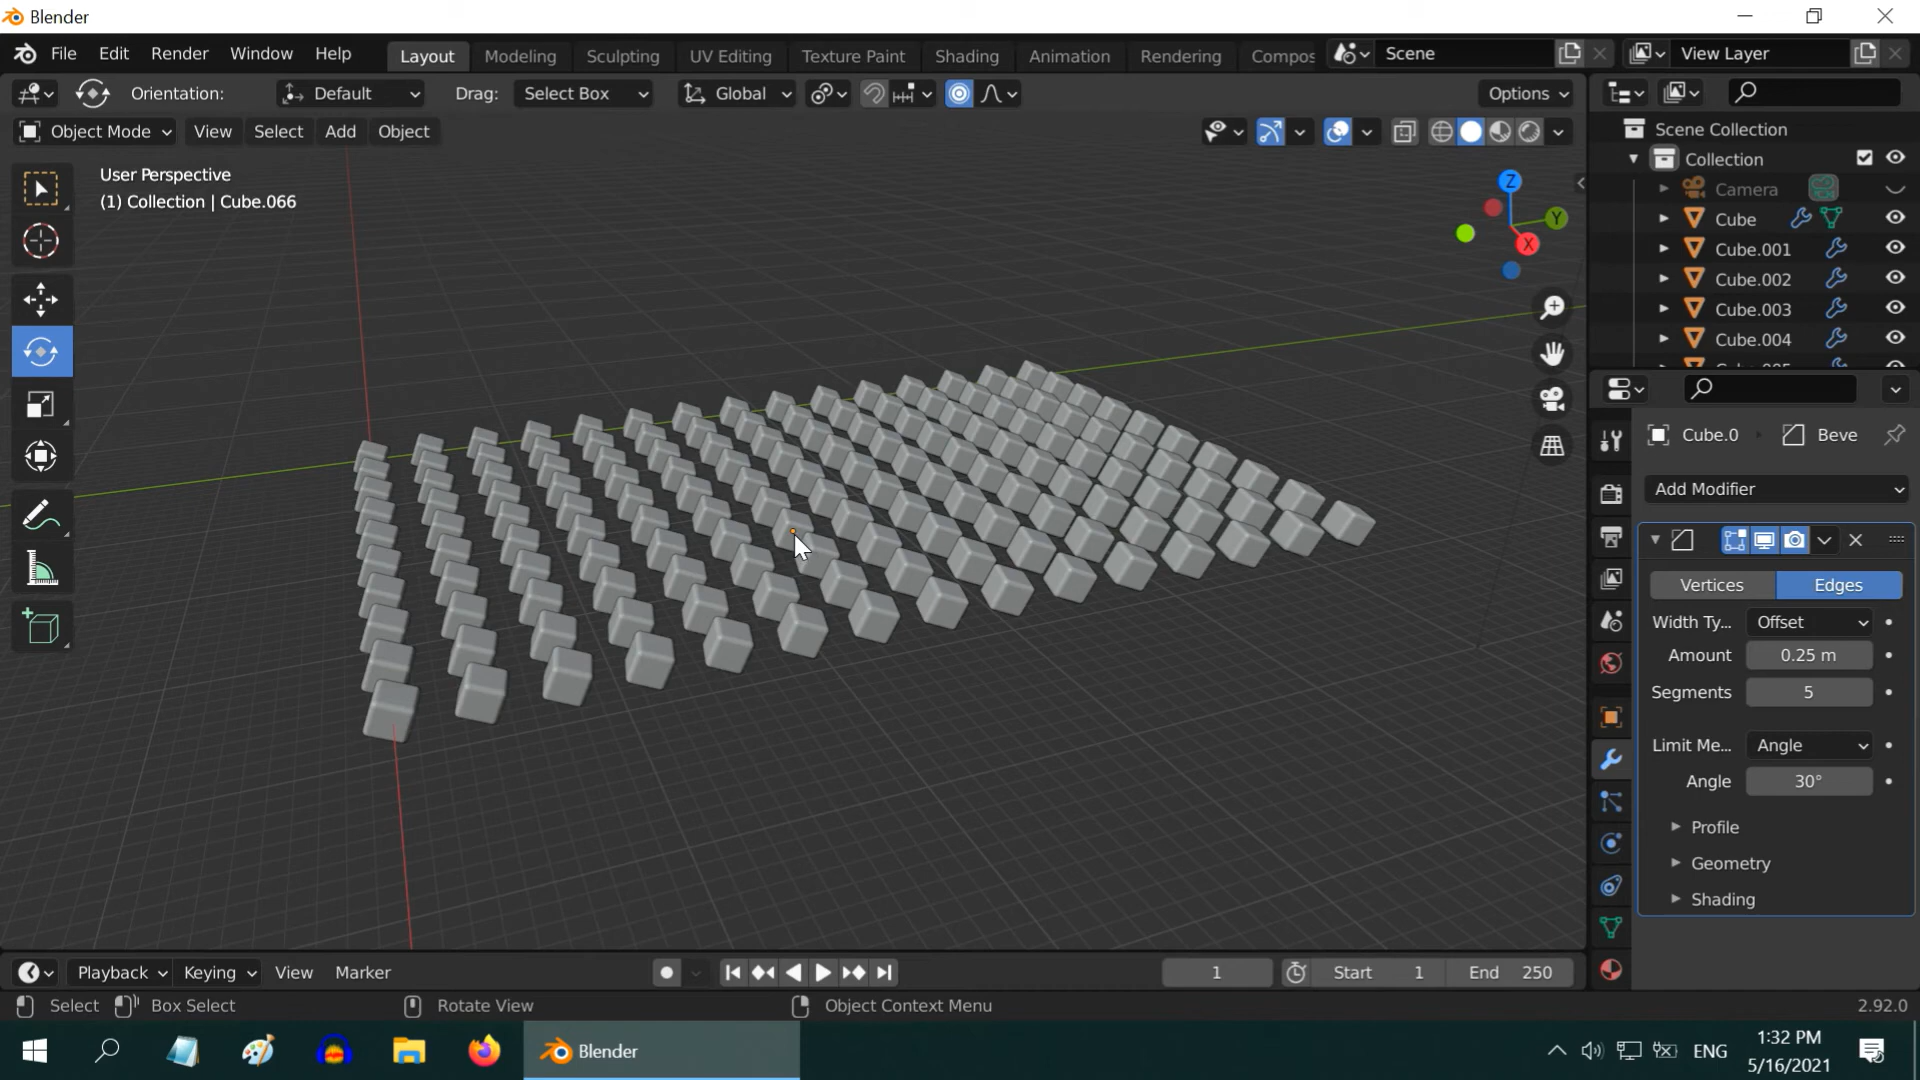 Blender
File Edit Render Window Help Layout Modeling Sculpting UV Editing Texture Paint Shading Animation Rendering Compos Scene View Layer
Orientation: Default Drag: Select Box Global Options
Object Mode View Select Add Object
User Perspective
(1) Collection | Cube.066
Z
Y
X
Scene Collection
Collection
Camera
Cube
Cube.001
Cube.002
Cube.003
Cube.004
Cube.0 Beve
Add Modifier
Vertices Edges
Width Ty... Offset
Amount 0.25 m
Segments 5
Limit Me... Angle
Angle 30°
Profile
Geometry
Shading
Playback Keying View Marker 1 Start 1 End 250
Select Box Select Rotate View Object Context Menu 2.92.0
Blender ENG 1:32 PM
5/16/2021